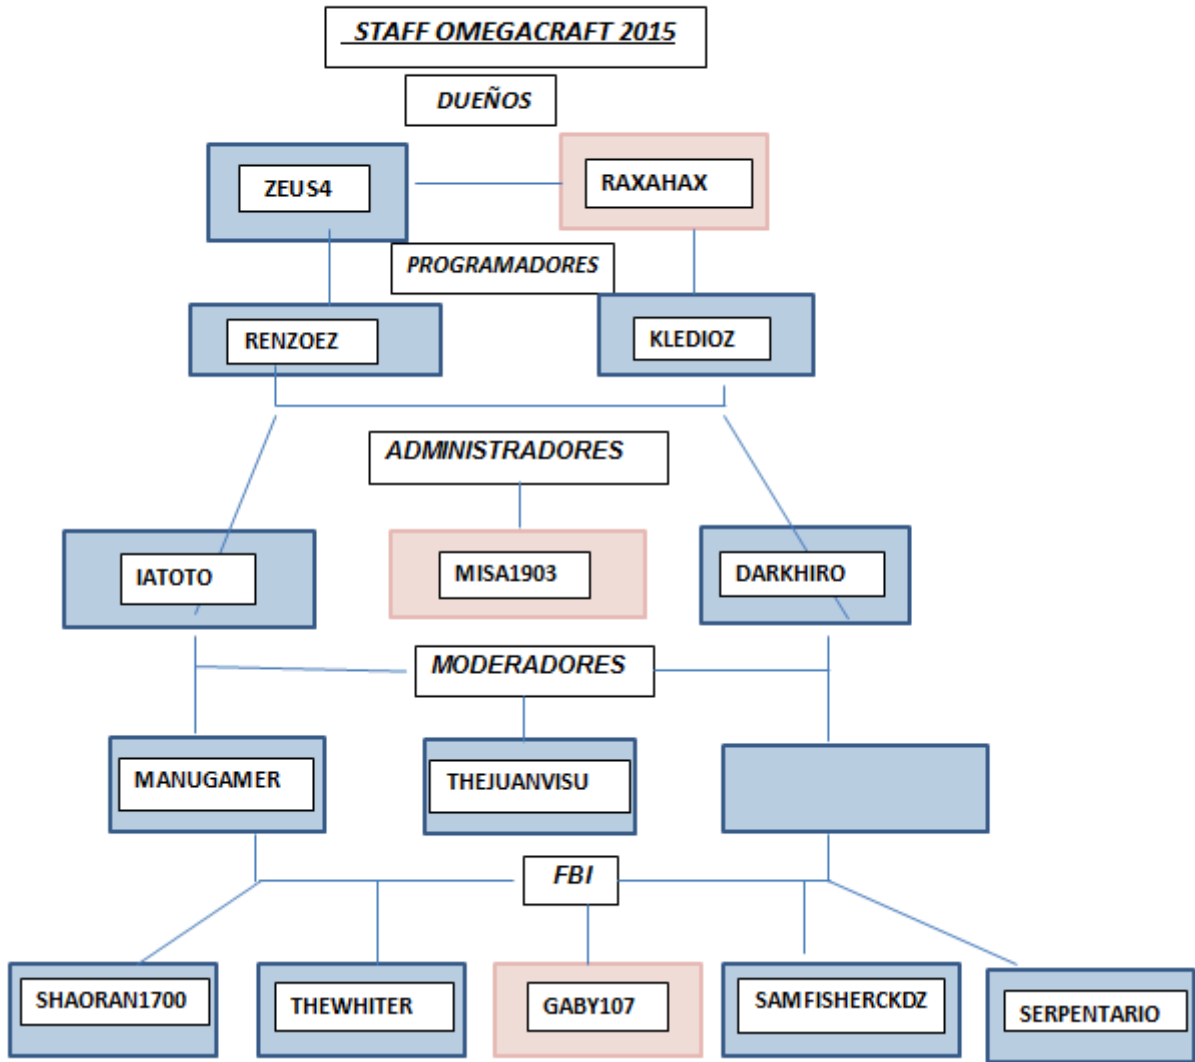 STAFF OMEGACRAFT 2015
DUEÑOS
ZEUS4
RAXAHAX
PROGRAMADORES
RENZOEZ
KLEDIOZ
ADMINISTRADORES
IATOTO
MISA1903
DARKHIRO
MODERADORES
MANUGAMER
THEJUANVISU
FBI
SHAORAN1700
THEWHITER
GABY107
SAMFISHERCKDZ
SERPENTARIO